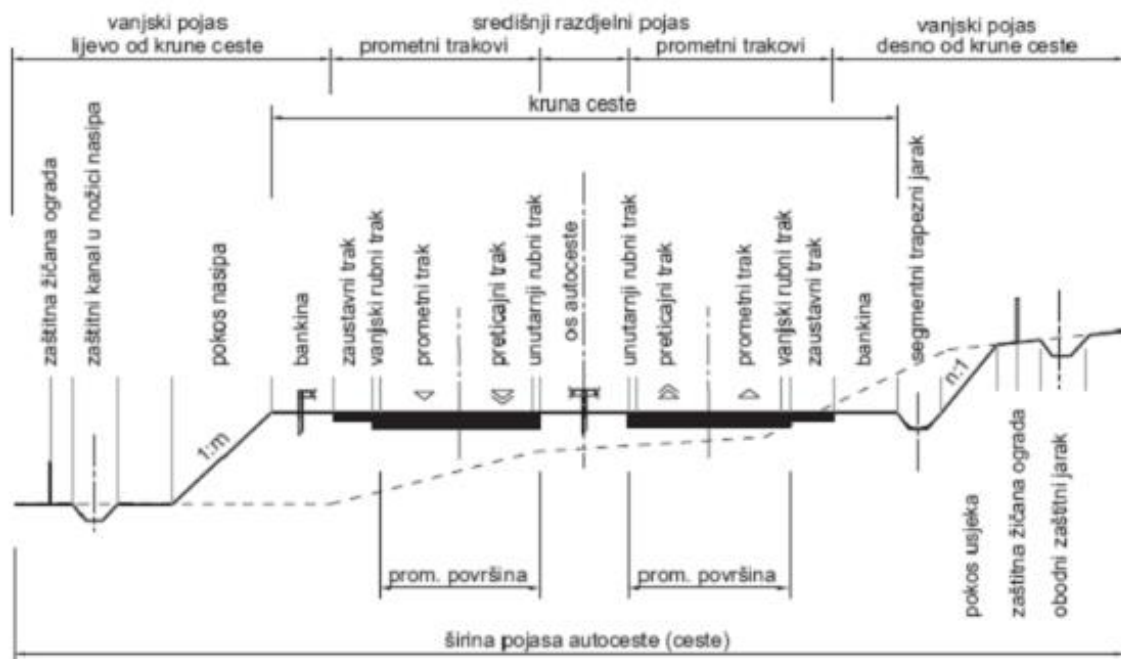 vanjski pojas
lijevo od krune ceste
prometni trakovi
središnji razdjelni pojas
prometni trakovi
vanjski pojas
desno od krune ceste
kruna ceste
zaštitna žičana ograda
zaštitni kanal u nožici nasipa
pokos nasipa
bankina
zaustavni trak
vanjski rubni trak
prometni trak
preticajni trak
unutarnji rubni trak
os autoceste
unutarnji rubni trak
preticajni trak
prometni trak
vanjski rubni trak
zaustavni trak
bankina
segmentni trapezni jarak
1:m
n:1
pokos usjeka
zaštitna žičana ograda
obodni zaštitni jarak
prom. površina
prom. površina
širina pojasa autoceste (ceste)